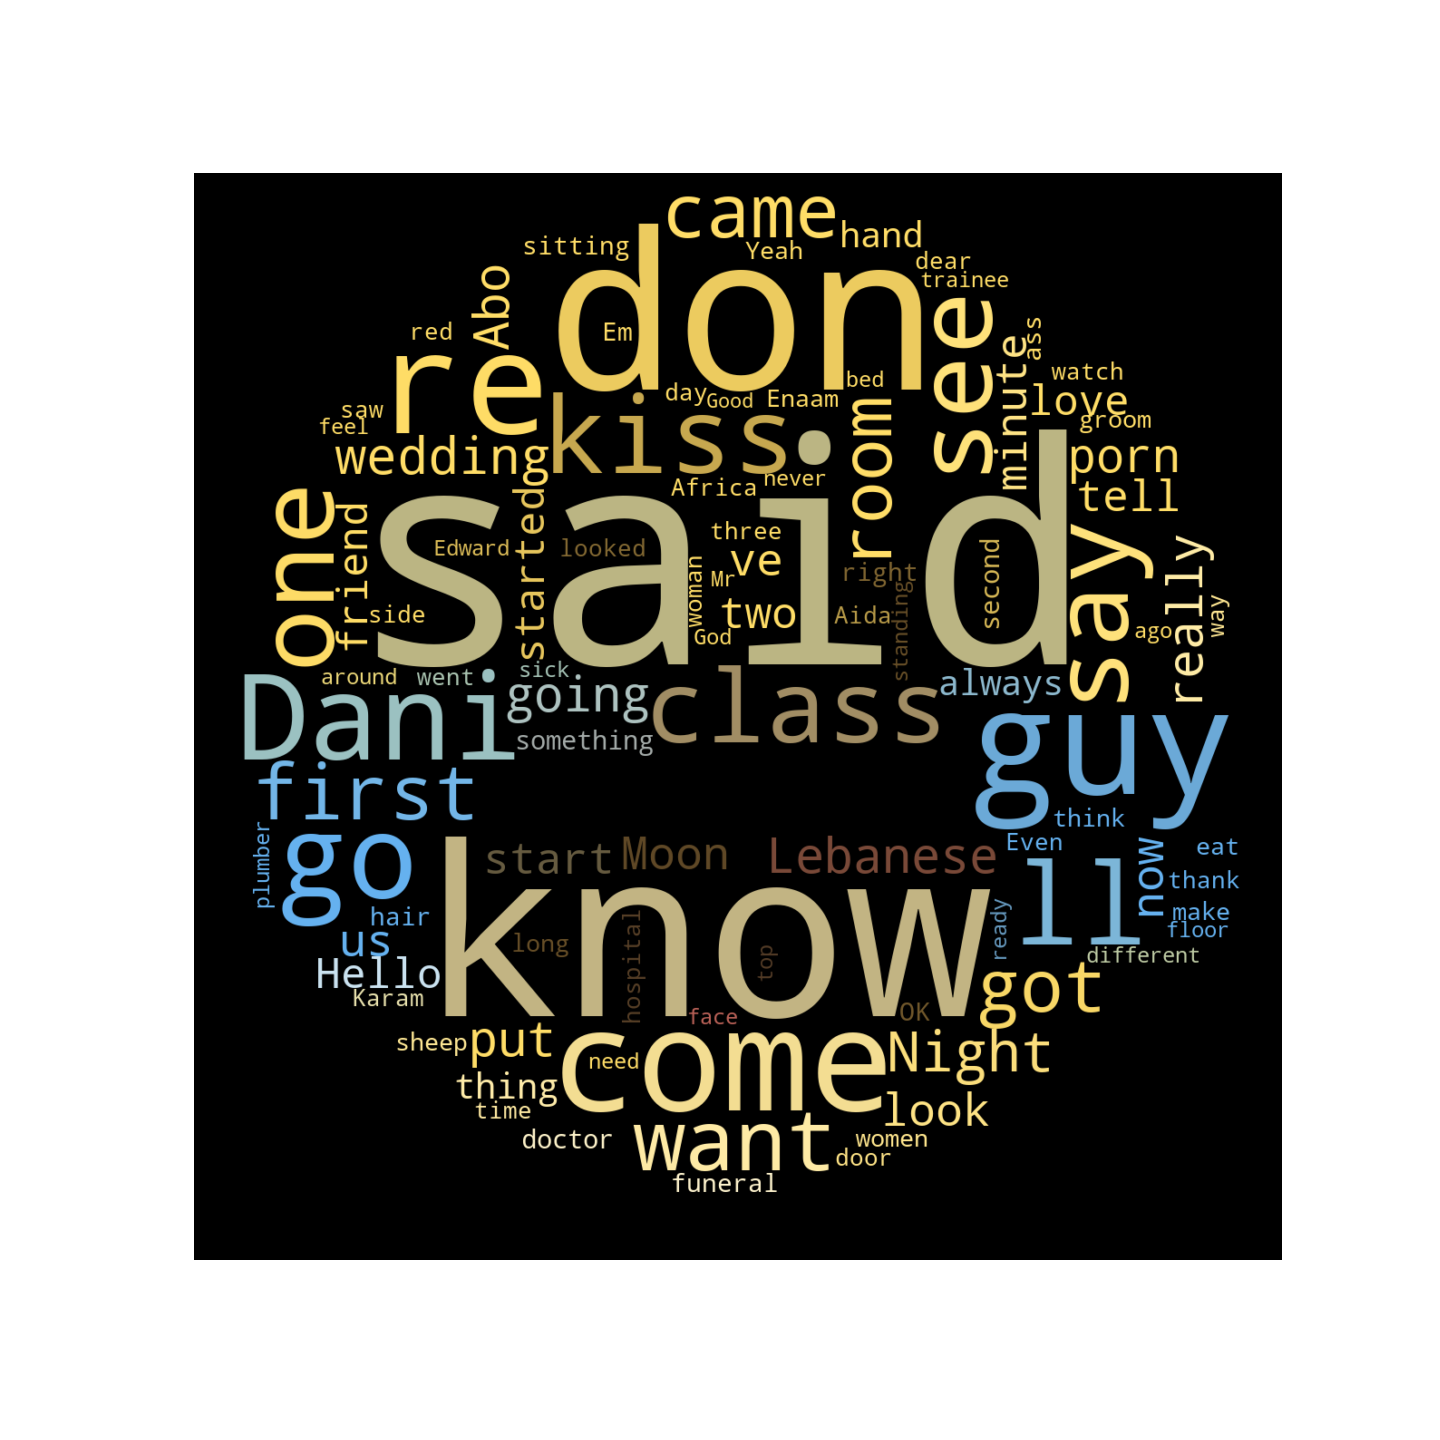 came
hand
sitting
Yeah
don
dear
trainee
Abo
red
Em
re
see
ass
minute
watch
bed
day
Good
Enaam
love
saw
feel
kiss
groom
room
wedding
porn
Africa
never
tell
one
friend
started
said
Edward
looked
three
ve
right
second
say
really
woman
Mr
side
two
God
Aida
standing
ago
way
around
went
sick
going
class
always
Dani
something
guy
first
think
plumber
go
start
Moon
Lebanese
Even
now
eat
know
ll
thank
hair
us
long
hospital
top
ready
make
floor
different
Hello
Karam
face
OK
got
sheep
put
come
need
Night
thing
time
look
doctor
want
women
door
funeral